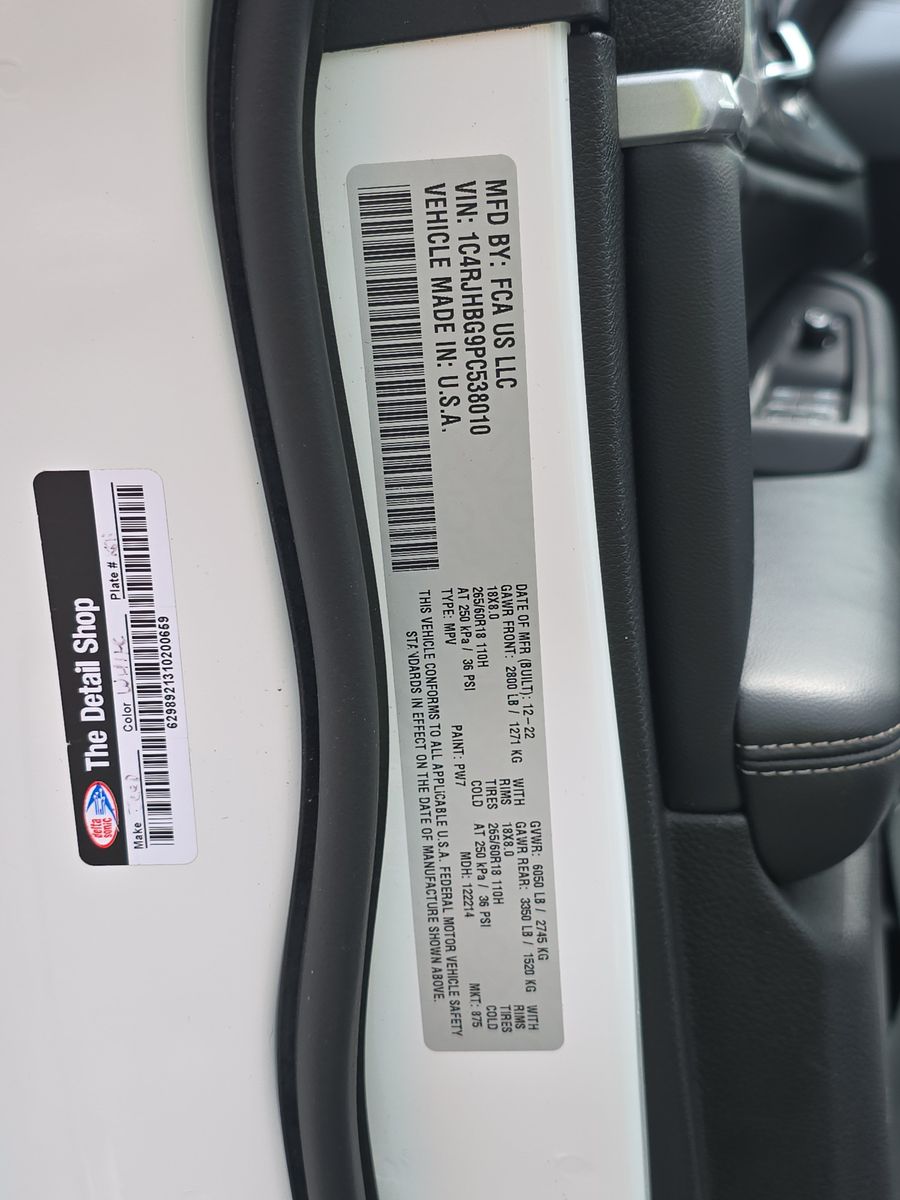 MFD BY: FCA US LLC
VIN: 1C4RJHBG9PC538010
VEHICLE MADE IN: U.S.A.
DATE OF MFR (BUILT): 12-22 GVWR: 6050 LB / 2745 KG
GAWR FRONT: 2800 LB / 1271 KG WITH GAWR REAR: 3350 LB / 1520 KG WITH
18X8.0 RIMS 18X8.0 RIMS
265/60R18 110H TIRES 265/60R18 110H TIRES
AT 250 kPa / 36 PSI COLD AT 250 kPa / 36 PSI COLD
TYPE: MPV PAINT: PW7 MDH: 122214 MKT: 875
THIS VEHICLE CONFORMS TO ALL APPLICABLE U.S.A. FEDERAL MOTOR VEHICLE SAFETY
STANDARDS IN EFFECT ON THE DATE OF MANUFACTURE SHOWN ABOVE.
delta sonic
The Detail Shop
Make Color White Plate #
6298921310200659